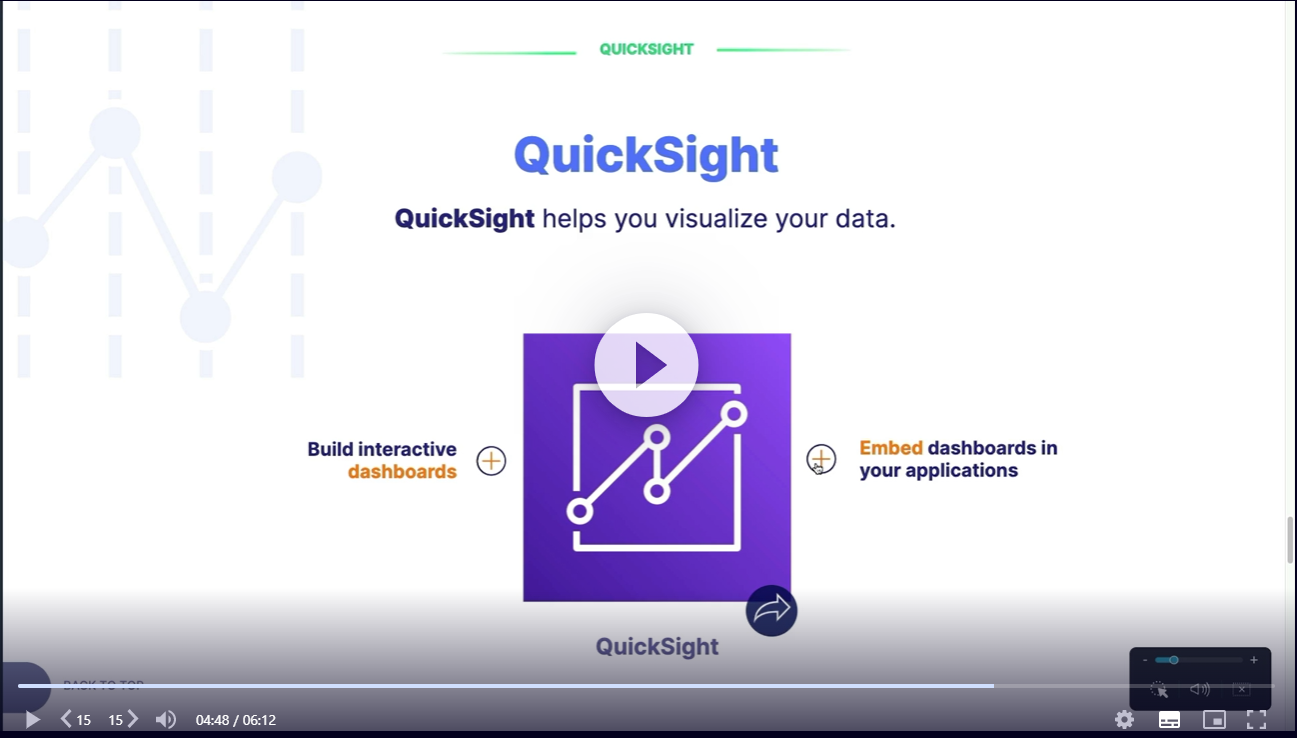 QUICKSIGHT
QuickSight
QuickSight helps you visualize your data.
Build interactive
dashboards
Embed dashboards in
your applications
QuickSight
BACK TO TOP
15
15
04:48 / 06:12